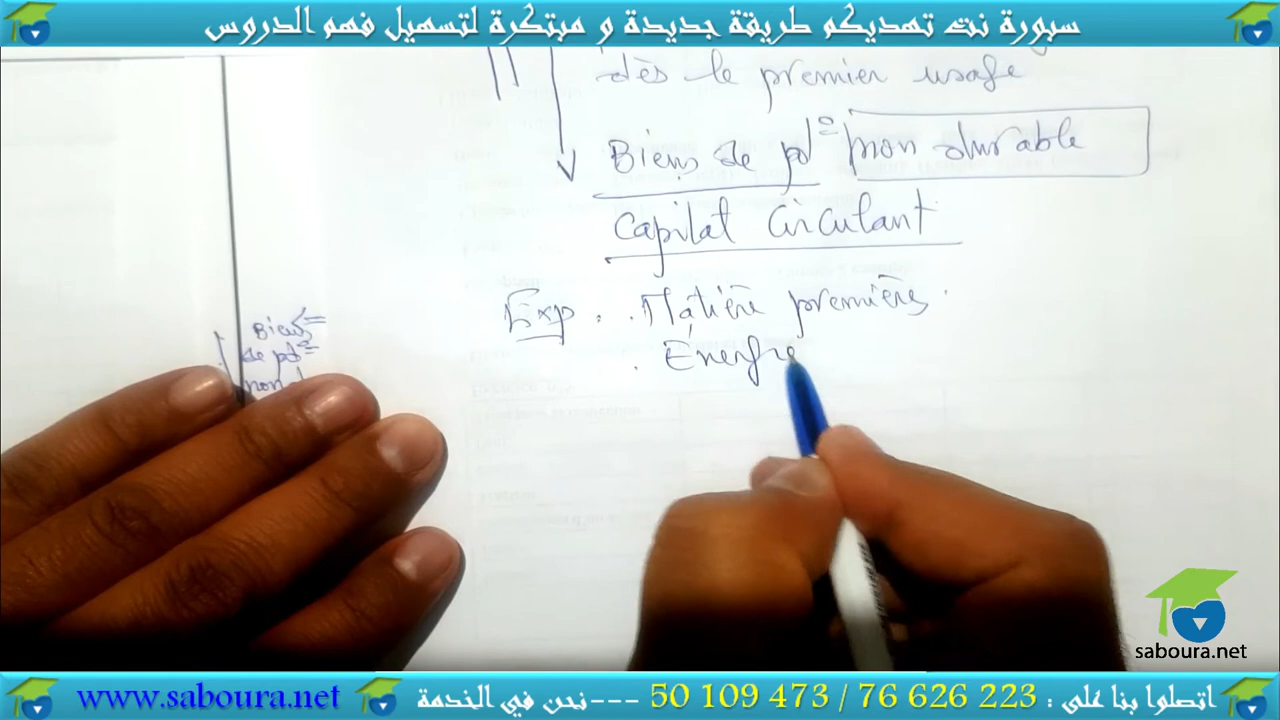 سبورة نت تهديكم طريقة جديدة و مبتكرة لتسهيل فهم الدروس
dès le premier usage
Biens de pd° non durable
Capital Circulant
Exp . . Matière premières .
. Energie
Biens
de pd°
non d
saboura.net
www.saboura.net اتصلوا بنا على : 223 626 76 / 473 109 50 ---نحن في الخدمة